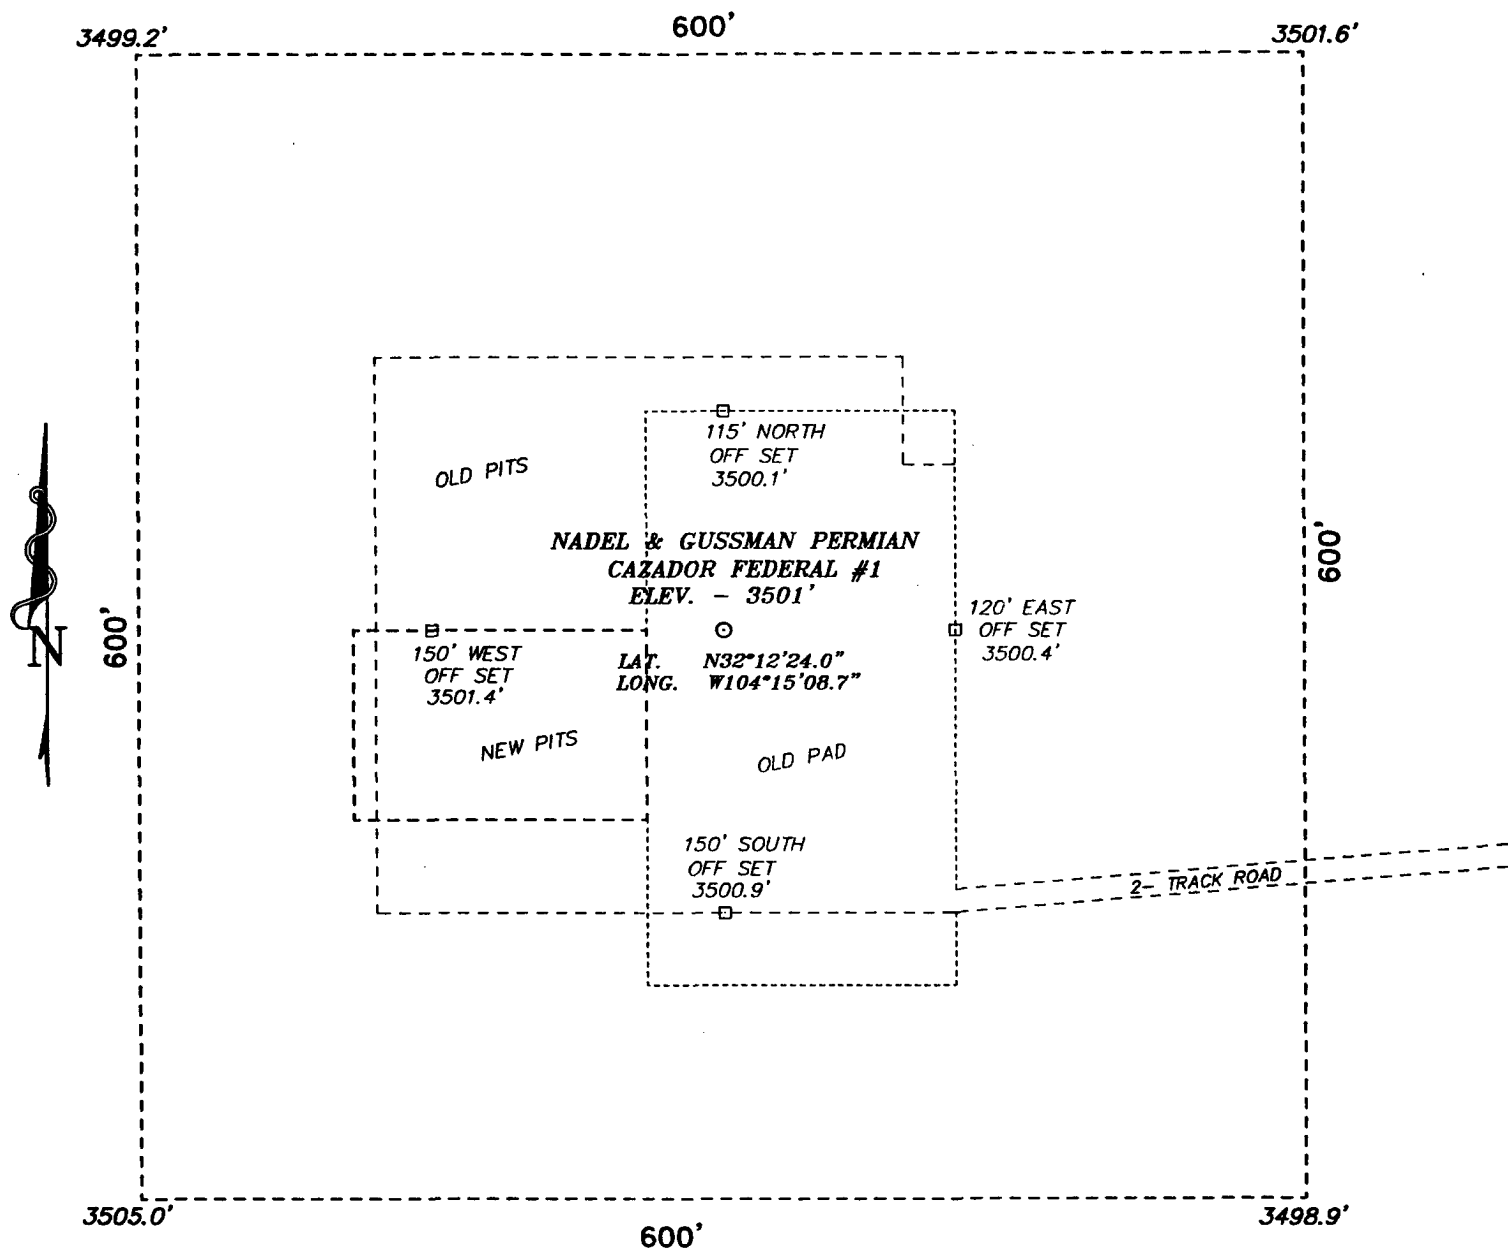 600'
3499.2'
3501.6'
115' NORTH
OFF SET
3500.1'
OLD PITS
NADEL & GUSSMAN PERMIAN
CAZADOR FEDERAL #1
ELEV. - 3501'
600'
120' EAST
OFF SET
3500.4'
600'
N
150' WEST
OFF SET
3501.4'
LAT. N32°12'24.0"
LONG. W104°15'08.7"
NEW PITS
OLD PAD
150' SOUTH
OFF SET
3500.9'
2- TRACK ROAD
3505.0'
3498.9'
600'